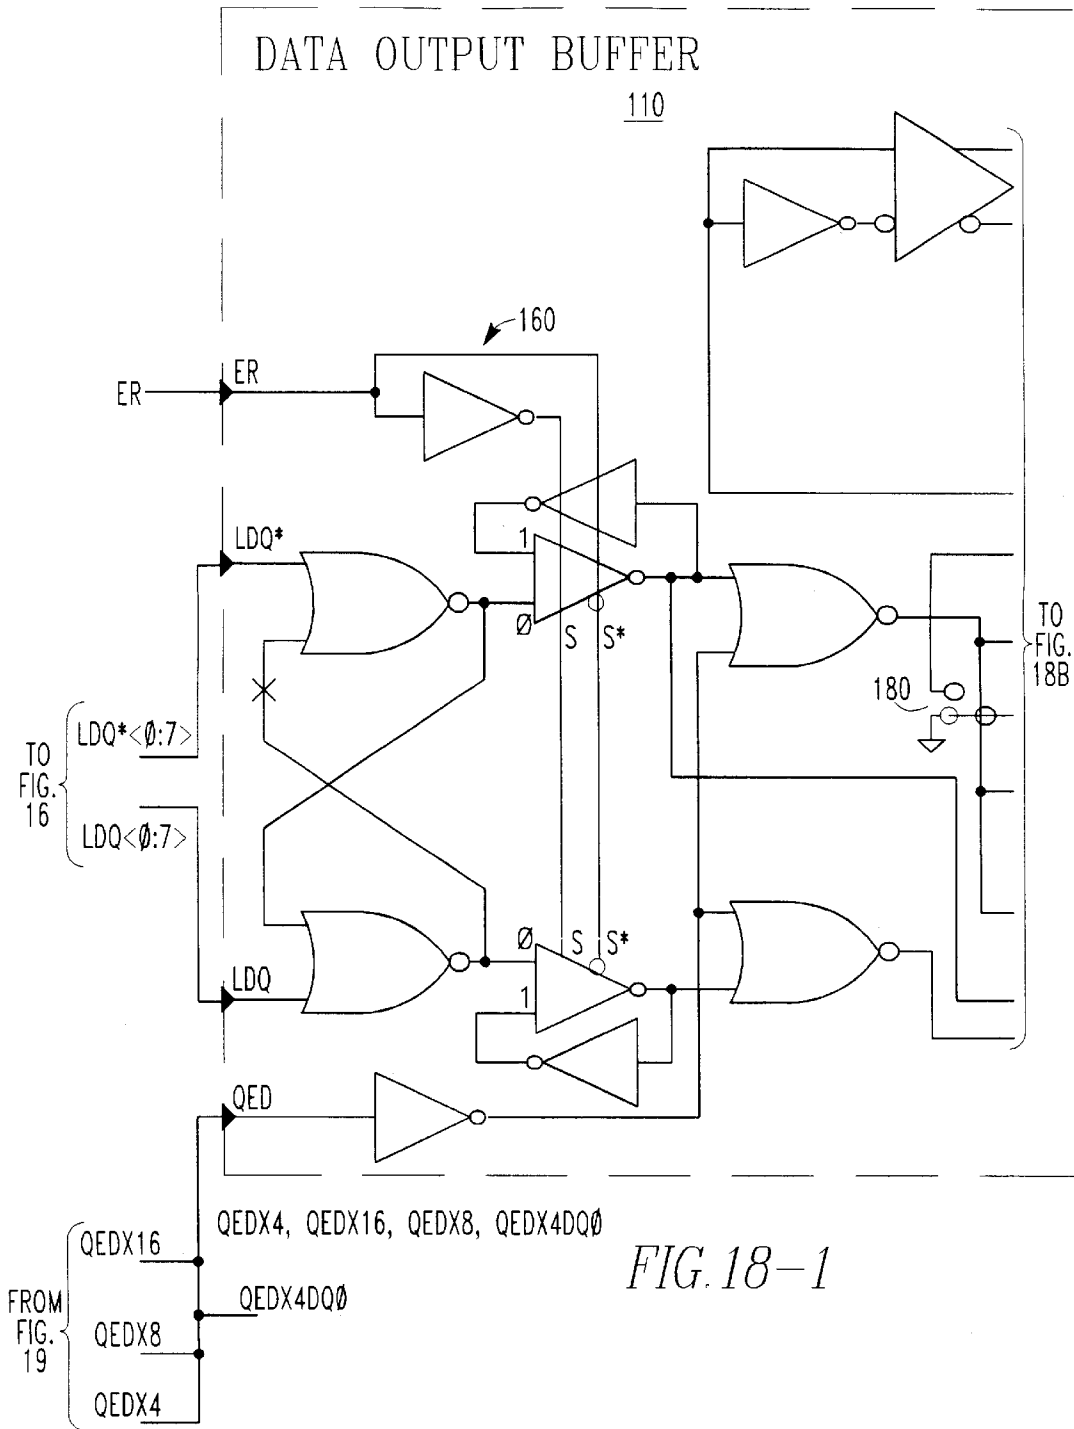 DATA OUTPUT BUFFER
110
160
ER
ER
LDQ*
1
Ø
S
S*
TO
FIG.
18B
180
LDQ*<Ø:7>
TO
FIG.
16
LDQ<Ø:7>
Ø
S
S*
LDQ
1
QED
QEDX4, QEDX16, QEDX8, QEDX4DQØ
QEDX16
FIG.18-1
QEDX4DQØ
FROM
FIG.
19
QEDX8
QEDX4